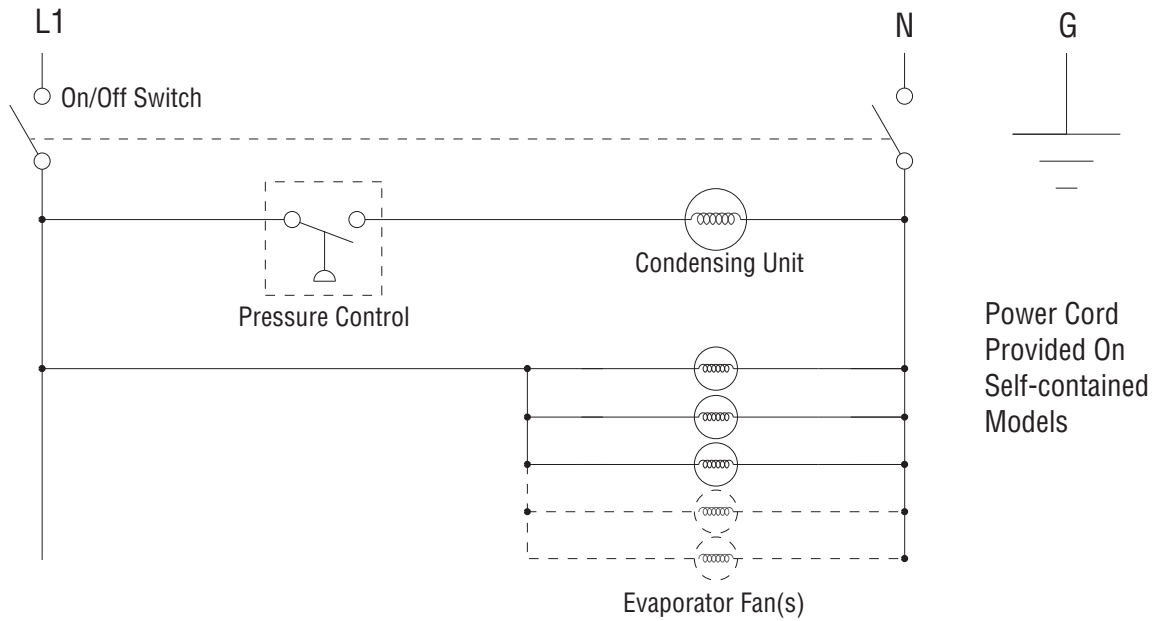 L1
N
G
On/Off Switch
Condensing Unit
Pressure Control
Power Cord
Provided On
Self-contained
Models
Evaporator Fan(s)